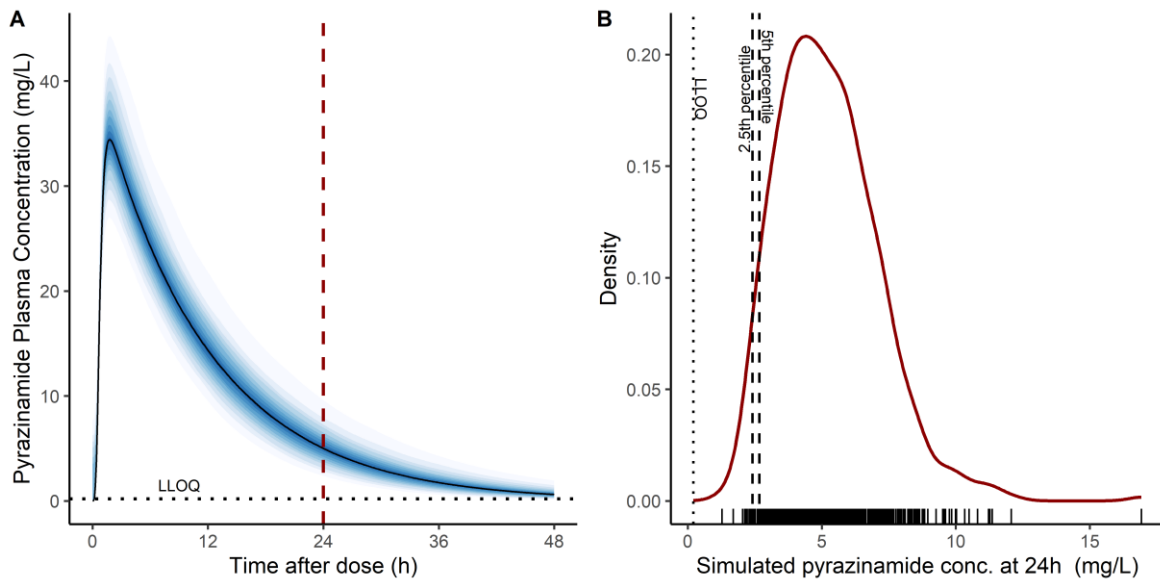 A
Pyrazinamide Plasma Concentration (mg/L)
40
30
20
10
0
LLOQ
0
12
24
36
48
Time after dose (h)
B
Density
0.20
0.15
0.10
0.05
0.00
LLOQ
2.5th percentile
5th percentile
0
5
10
15
Simulated pyrazinamide conc. at 24h (mg/L)